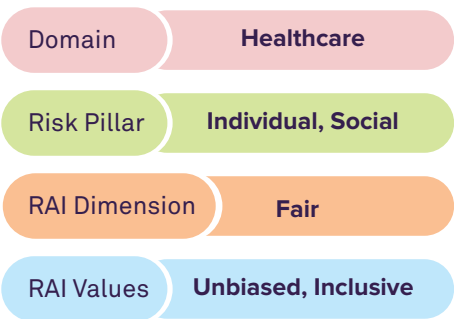 Domain Healthcare
Risk Pillar Individual, Social
RAI Dimension Fair
RAI Values Unbiased, Inclusive